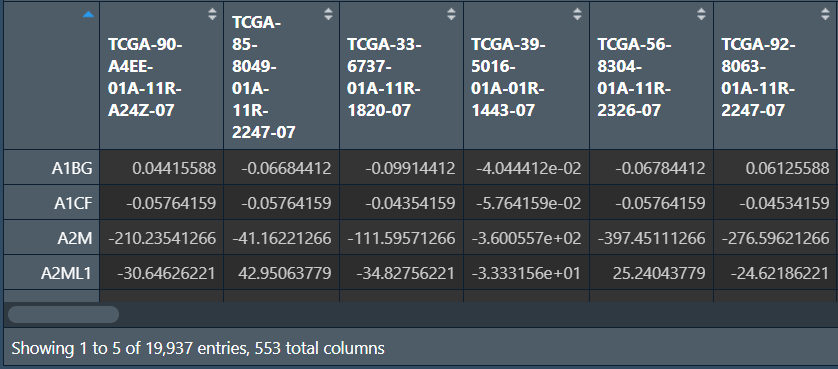 TCGA-90-
A4EE-
01A-11R-
A24Z-07
TCGA-
85-
8049-
01A-
11R-
2247-07
TCGA-33-
6737-
01A-11R-
1820-07
TCGA-39-
5016-
01A-01R-
1443-07
TCGA-56-
8304-
01A-11R-
2326-07
TCGA-92-
8063-
01A-11R-
2247-07
A1BG 0.04415588 -0.06684412 -0.09914412 -4.044412e-02 -0.06784412 0.06125588
A1CF -0.05764159 -0.05764159 -0.04354159 -5.764159e-02 -0.05764159 -0.04534159
A2M -210.23541266 -41.16221266 -111.59571266 -3.600557e+02 -397.45111266 -276.59621266
A2ML1 -30.64626221 42.95063779 -34.82756221 -3.333156e+01 25.24043779 -24.62186221
Showing 1 to 5 of 19,937 entries, 553 total columns